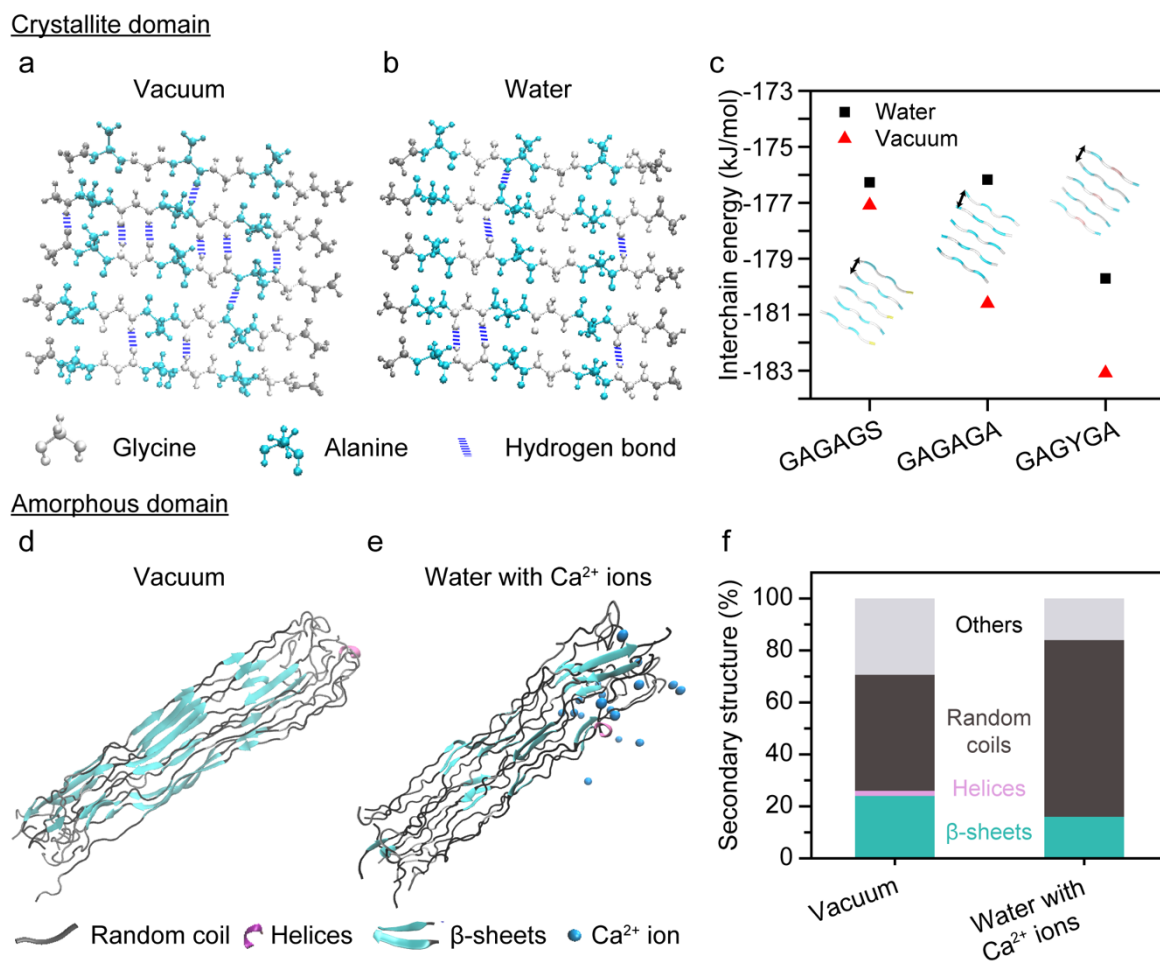 Crystallite domain
a
Vacuum
b
Water
Glycine
Alanine
Hydrogen bond
c
Interchain energy (kJ/mol)
-173
-175
-177
-179
-181
-183
Water
Vacuum
GAGAGS
GAGAGA
GAGYGA
Amorphous domain
d
Vacuum
e
Water with Ca²⁺ ions
Random coil
Helices
β-sheets
Ca²⁺ ion
f
Secondary structure (%)
100
80
60
40
20
0
Others
Random
coils
Helices
β-sheets
Vacuum
Water with
Ca²⁺ ions